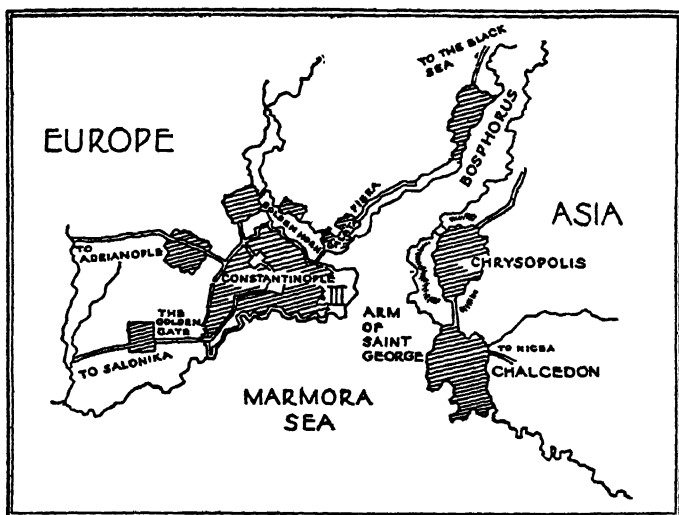 TO THE BLACK
SEA
EUROPE
BOSPHORUS
PIERA
GOLDEN HORN
ASIA
TO
ADRIANOPLE
CONSTANTINOPLE
CHRYSOPOLIS
THE
GOLDEN
GATE
ARM
OF
SAINT
GEORGE
TO NICEA
TO SALONIKA
CHALCEDON
MARMORA
SEA